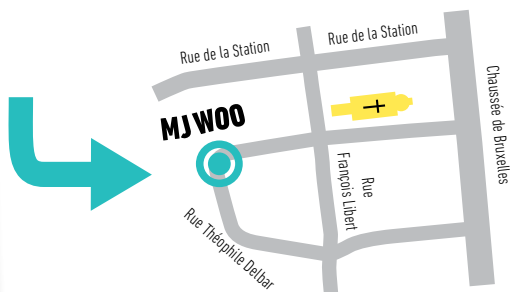 Rue de la Station
Rue de la Station
MJ WOO
Chaussée de Bruxelles
Rue
François Libert
Rue Théophile Delbar